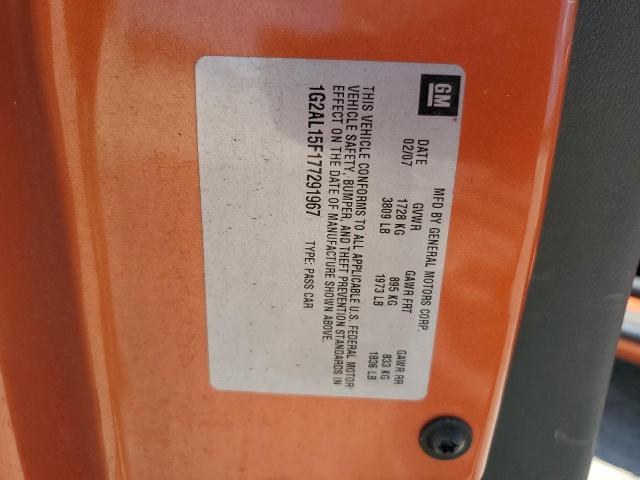 GM
MFD BY GENERAL MOTORS CORP.
DATE GVWR GAWR FRT GAWR RR
02/07 1728 KG 895 KG 833 KG
3809 LB 1973 LB 1836 LB
THIS VEHICLE CONFORMS TO ALL APPLICABLE U.S. FEDERAL MOTOR
VEHICLE SAFETY, BUMPER, AND THEFT PREVENTION STANDARDS IN
EFFECT ON THE DATE OF MANUFACTURE SHOWN ABOVE.
1G2AL15F177291967 TYPE: PASS CAR